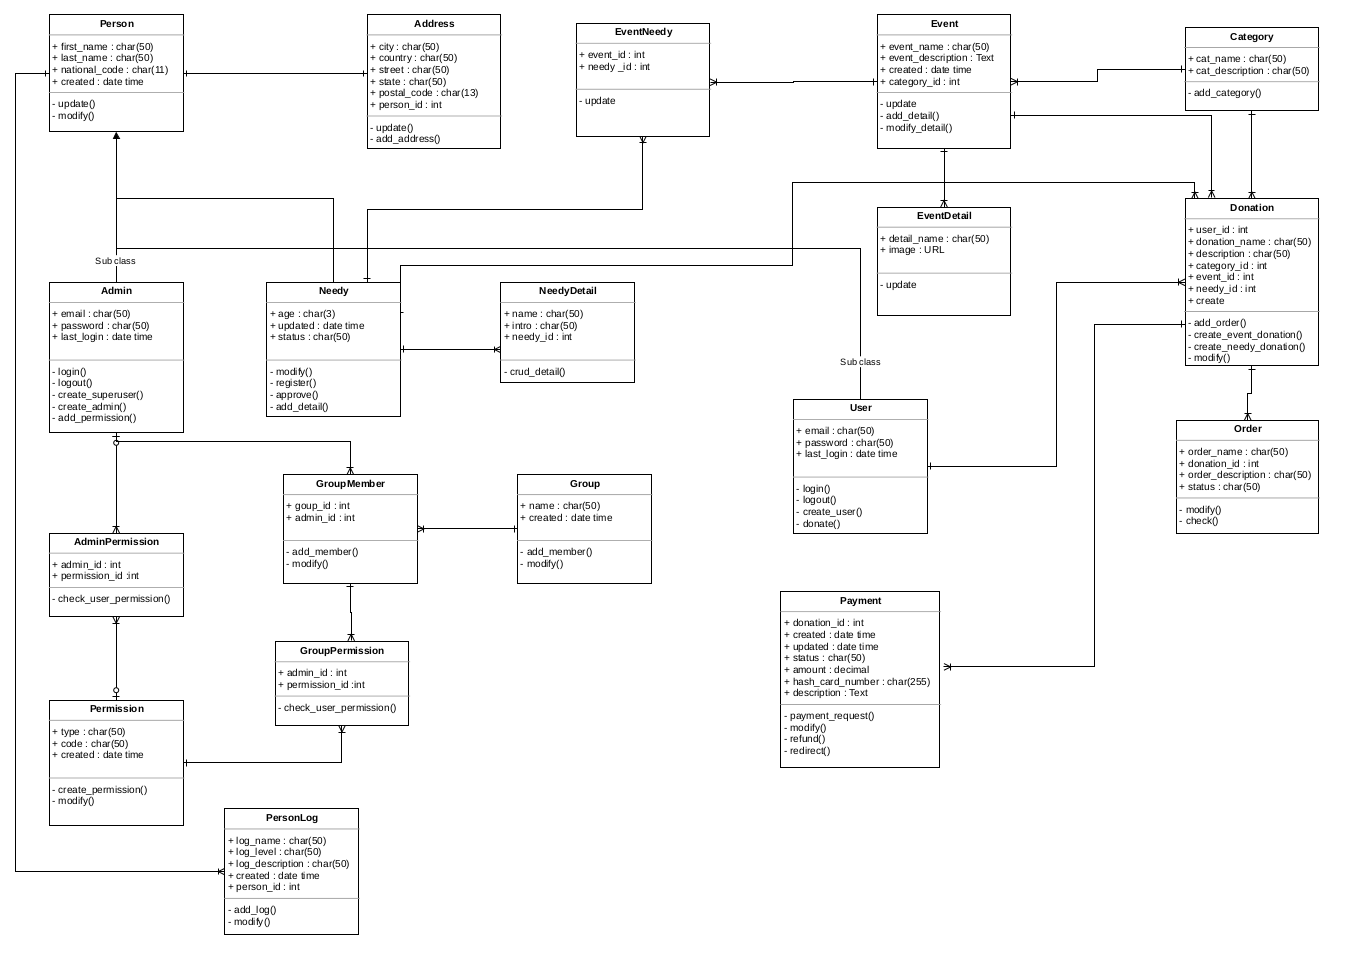 Person
+ first_name : char(50)
+ last_name : char(50)
+ national_code : char(11)
+ created : date time
- update()
- modify()
Address
+ city : char(50)
+ country : char(50)
+ street : char(50)
+ state : char(50)
+ postal_code : char(13)
+ person_id : int
- update()
- add_address()
EventNeedy
+ event_id : int
+ needy _id : int
- update
Event
+ event_name : char(50)
+ event_description : Text
+ created : date time
+ category_id : int
- update
- add_detail()
- modify_detail()
Category
+ cat_name : char(50)
+ cat_description : char(50)
- add_category()
EventDetail
+ detail_name : char(50)
+ image : URL
- update
Donation
+ user_id : int
+ donation_name : char(50)
+ description : char(50)
+ category_id : int
+ event_id : int
+ needy_id : int
+ create
- add_order()
- create_event_donation()
- create_needy_donation()
- modify()
Sub class
Admin
+ email : char(50)
+ password : char(50)
+ last_login : date time
- login()
- logout()
- create_superuser()
- create_admin()
- add_permission()
Needy
+ age : char(3)
+ updated : date time
+ status : char(50)
- modify()
- register()
- approve()
- add_detail()
NeedyDetail
+ name : char(50)
+ intro : char(50)
+ needy_id : int
- crud_detail()
Sub class
User
+ email : char(50)
+ password : char(50)
+ last_login : date time
- login()
- logout()
- create_user()
- donate()
Order
+ order_name : char(50)
+ donation_id : int
+ order_description : char(50)
+ status : char(50)
- modify()
- check()
GroupMember
+ goup_id : int
+ admin_id : int
- add_member()
- modify()
Group
+ name : char(50)
+ created : date time
- add_member()
- modify()
AdminPermission
+ admin_id : int
+ permission_id :int
- check_user_permission()
GroupPermission
+ admin_id : int
+ permission_id :int
- check_user_permission()
Payment
+ donation_id : int
+ created : date time
+ updated : date time
+ status : char(50)
+ amount : decimal
+ hash_card_number : char(255)
+ description : Text
- payment_request()
- modify()
- refund()
- redirect()
Permission
+ type : char(50)
+ code : char(50)
+ created : date time
- create_permission()
- modify()
PersonLog
+ log_name : char(50)
+ log_level : char(50)
+ log_description : char(50)
+ created : date time
+ person_id : int
- add_log()
- modify()